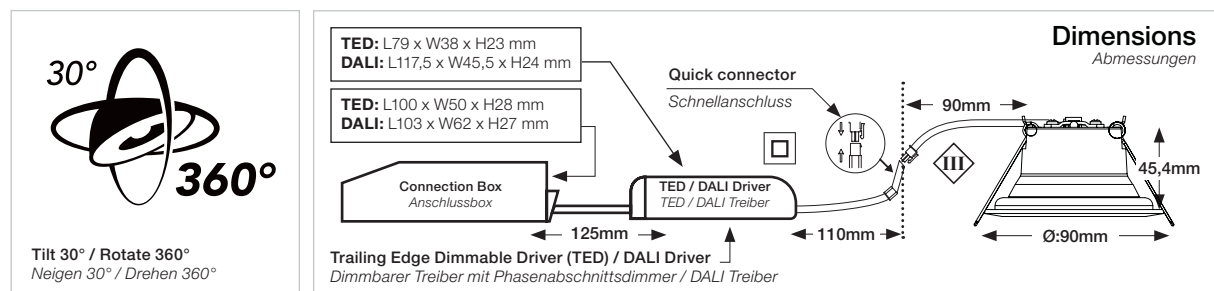 30°
360°
Tilt 30° / Rotate 360°
Neigen 30° / Drehen 360°
TED: L79 x W38 x H23 mm
DALI: L117,5 x W45,5 x H24 mm
TED: L100 x W50 x H28 mm
DALI: L103 x W62 x H27 mm
Quick connector
Schnellanschluss
Dimensions
Abmessungen
90mm
III
45,4mm
Connection Box
Anschlussbox
TED / DALI Driver
TED / DALI Treiber
125mm
110mm
Ø:90mm
Trailing Edge Dimmable Driver (TED) / DALI Driver
Dimmbarer Treiber mit Phasenabschnittsdimmer / DALI Treiber